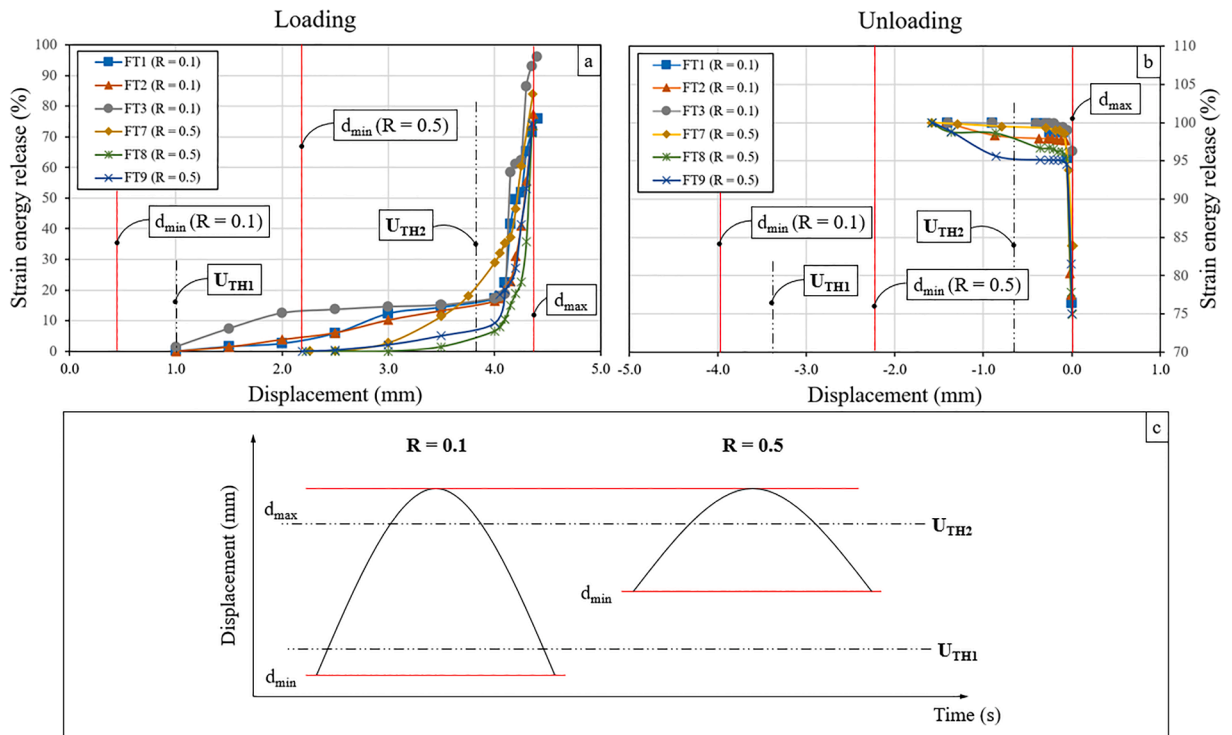 Loading
Unloading
a
b
c
Strain energy release (%)
100
90
80
70
60
50
40
30
20
10
0
0.0
1.0
2.0
3.0
4.0
5.0
Displacement (mm)
FT1 (R = 0.1)
FT2 (R = 0.1)
FT3 (R = 0.1)
FT7 (R = 0.5)
FT8 (R = 0.5)
FT9 (R = 0.5)
dmin (R = 0.5)
dmin (R = 0.1)
UTH2
UTH1
dmax
FT1 (R = 0.1)
FT2 (R = 0.1)
FT3 (R = 0.1)
FT7 (R = 0.5)
FT8 (R = 0.5)
FT9 (R = 0.5)
dmax
dmin (R = 0.1)
UTH2
UTH1
dmin (R = 0.5)
110
105
100
95
90
85
80
75
70
Strain energy release (%)
-5.0
-4.0
-3.0
-2.0
-1.0
0.0
1.0
Displacement (mm)
R = 0.1
R = 0.5
Displacement (mm)
dmax
UTH2
dmin
UTH1
dmin
Time (s)